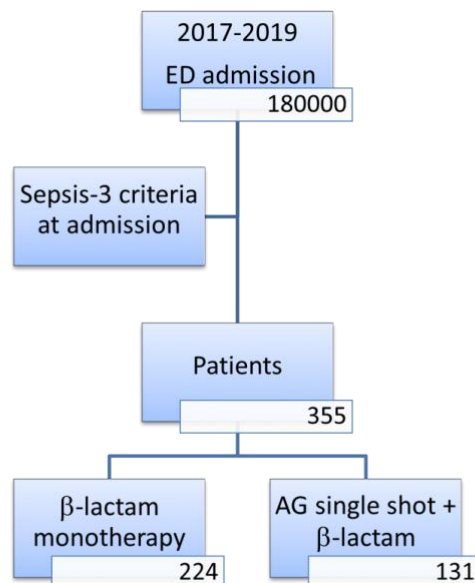 2017-2019
ED admission
180000
Sepsis-3 criteria
at admission
Patients
355
β-lactam
monotherapy
224
AG single shot +
β-lactam
131